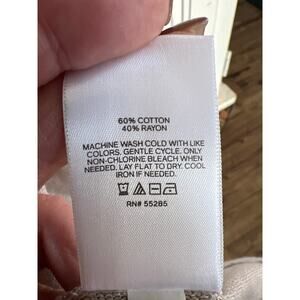 60% COTTON
40% RAYON
MACHINE WASH COLD WITH LIKE
COLORS. GENTLE CYCLE. ONLY
NON-CHLORINE BLEACH WHEN
NEEDED. LAY FLAT TO DRY. COOL
IRON IF NEEDED.
RN# 55285